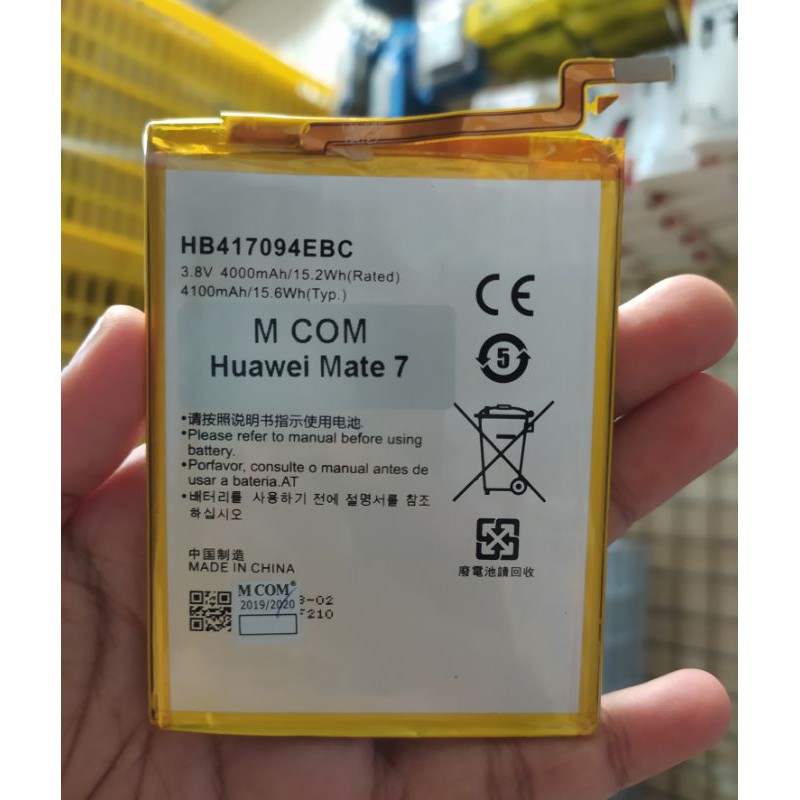 HB417094EBC
3.8V 4000mAh/15.2Wh(Rated)
4100mAh/15.6Wh(Typ.)
M COM
Huawei Mate 7
•请按照说明书指示使用电池.
•Please refer to manual before using
battery.
•Porfavor, consulte o manual antes de
usar a bateria.AT
•배터리를 사용하기 전에 설명서를 참조
하십시오
中国制造
MADE IN CHINA
M COM®
2019/2020
-02
210
CE
5
廢電池請回收